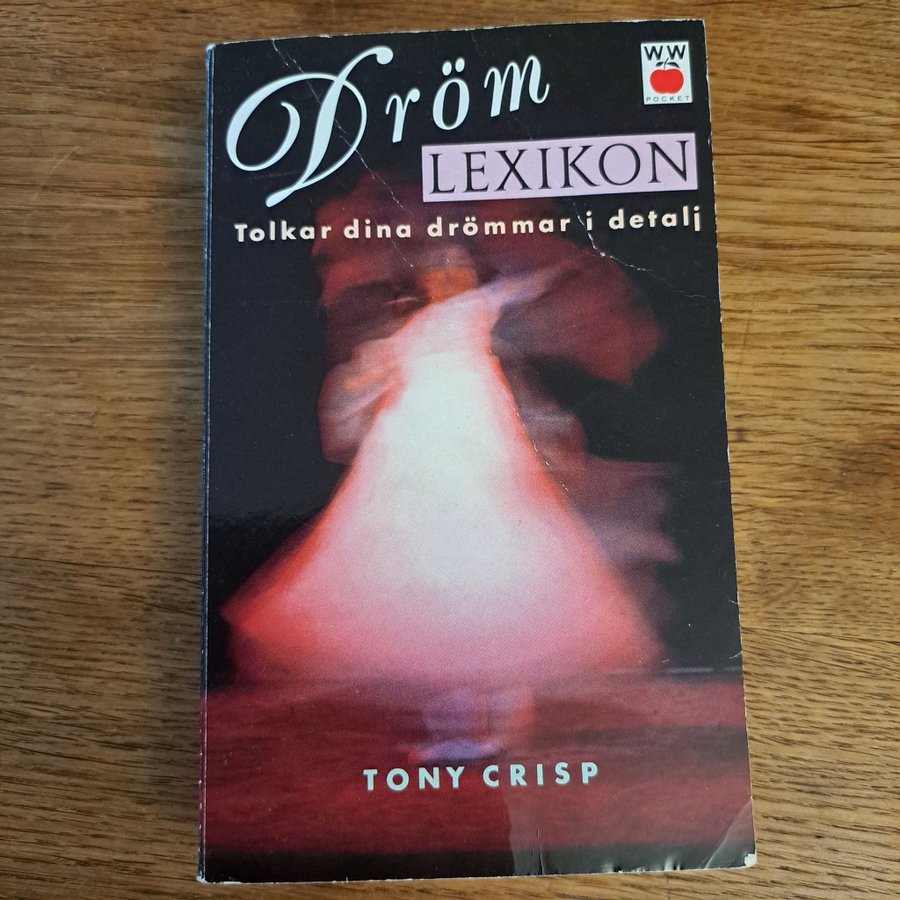 Dröm
WW
POCKET
LEXIKON
Tolkar dina drömmar i detalj
TONY CRISP